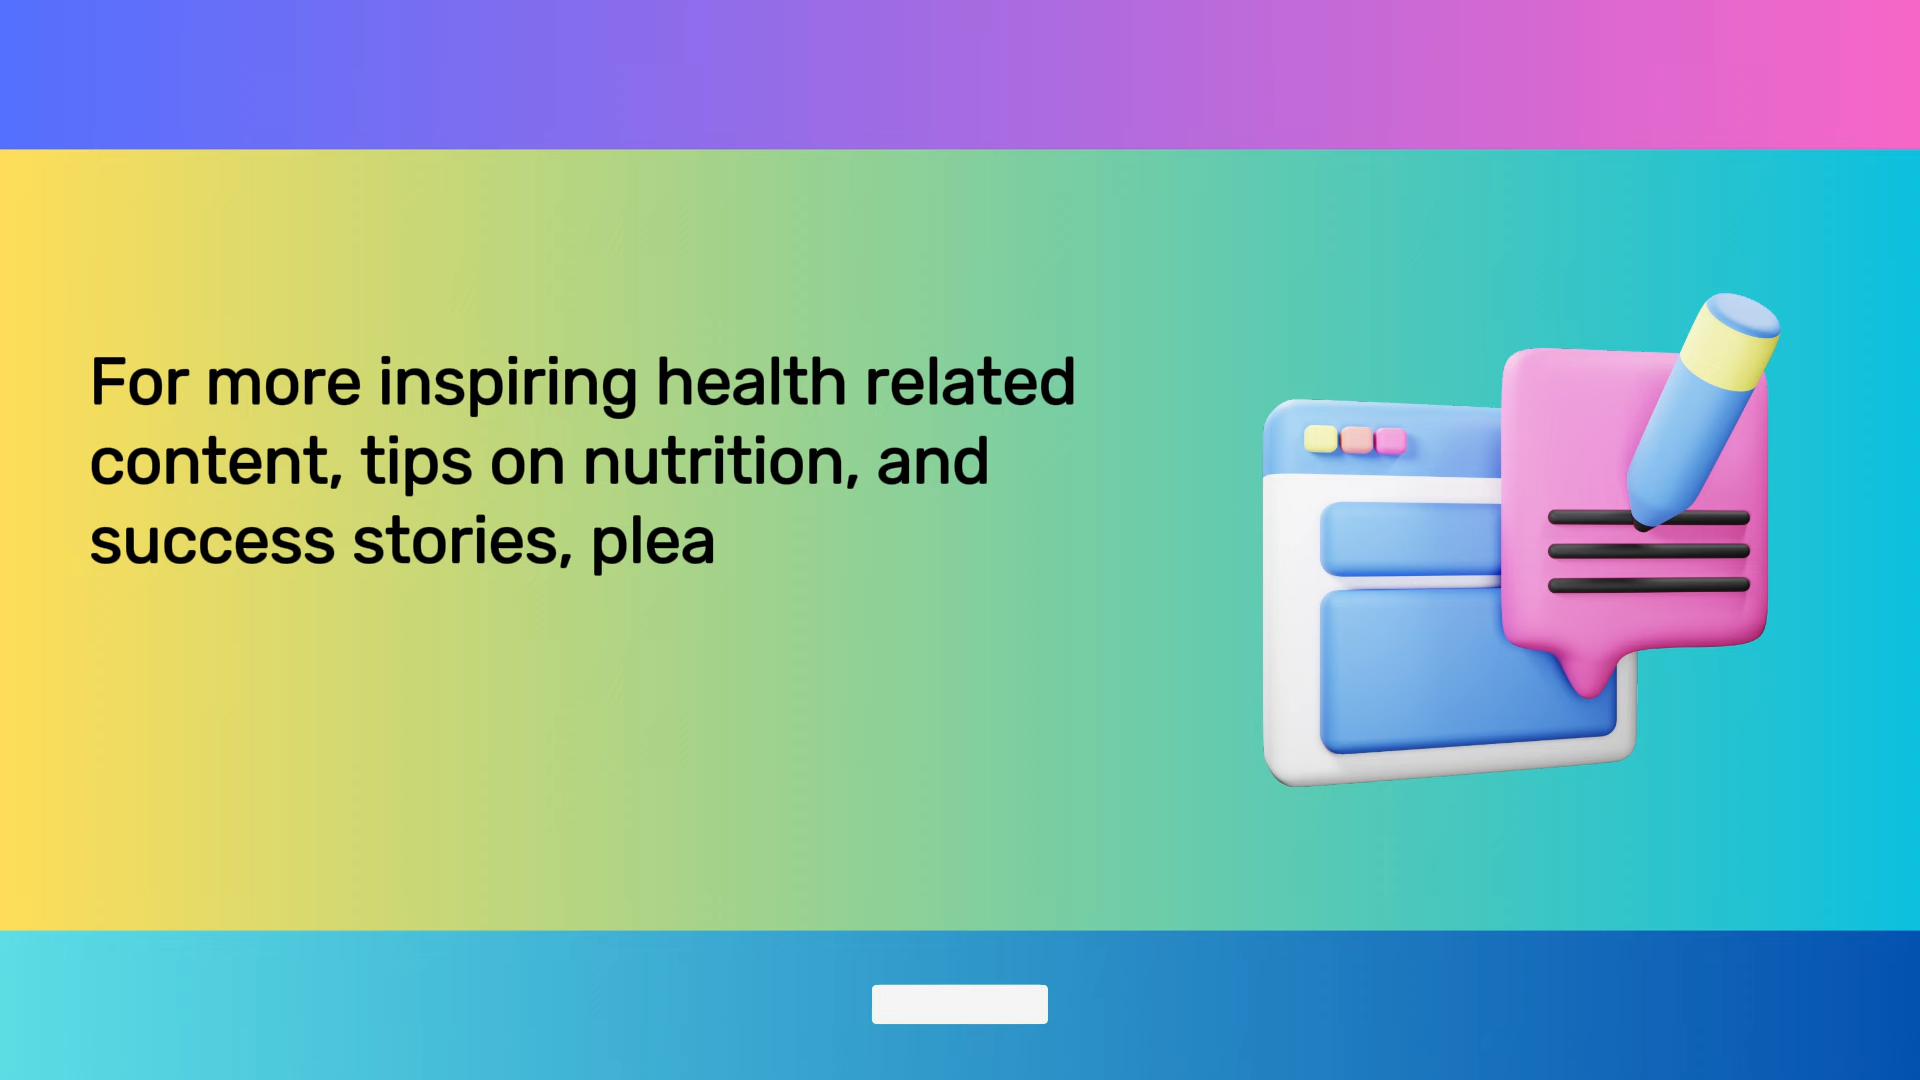 For more inspiring health related
content, tips on nutrition, and
success stories, plea